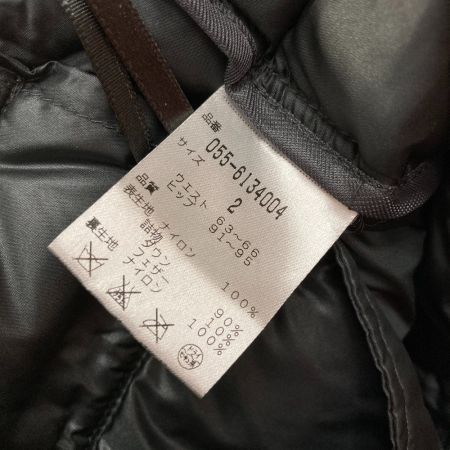 品番 055-6134004
サイズ 2
ウエスト 63～66
ヒップ 91～95
品質
表生地 ナイロン 100%
詰物 ダウン 90%
フェザー 10%
裏生地 ナイロン 100%